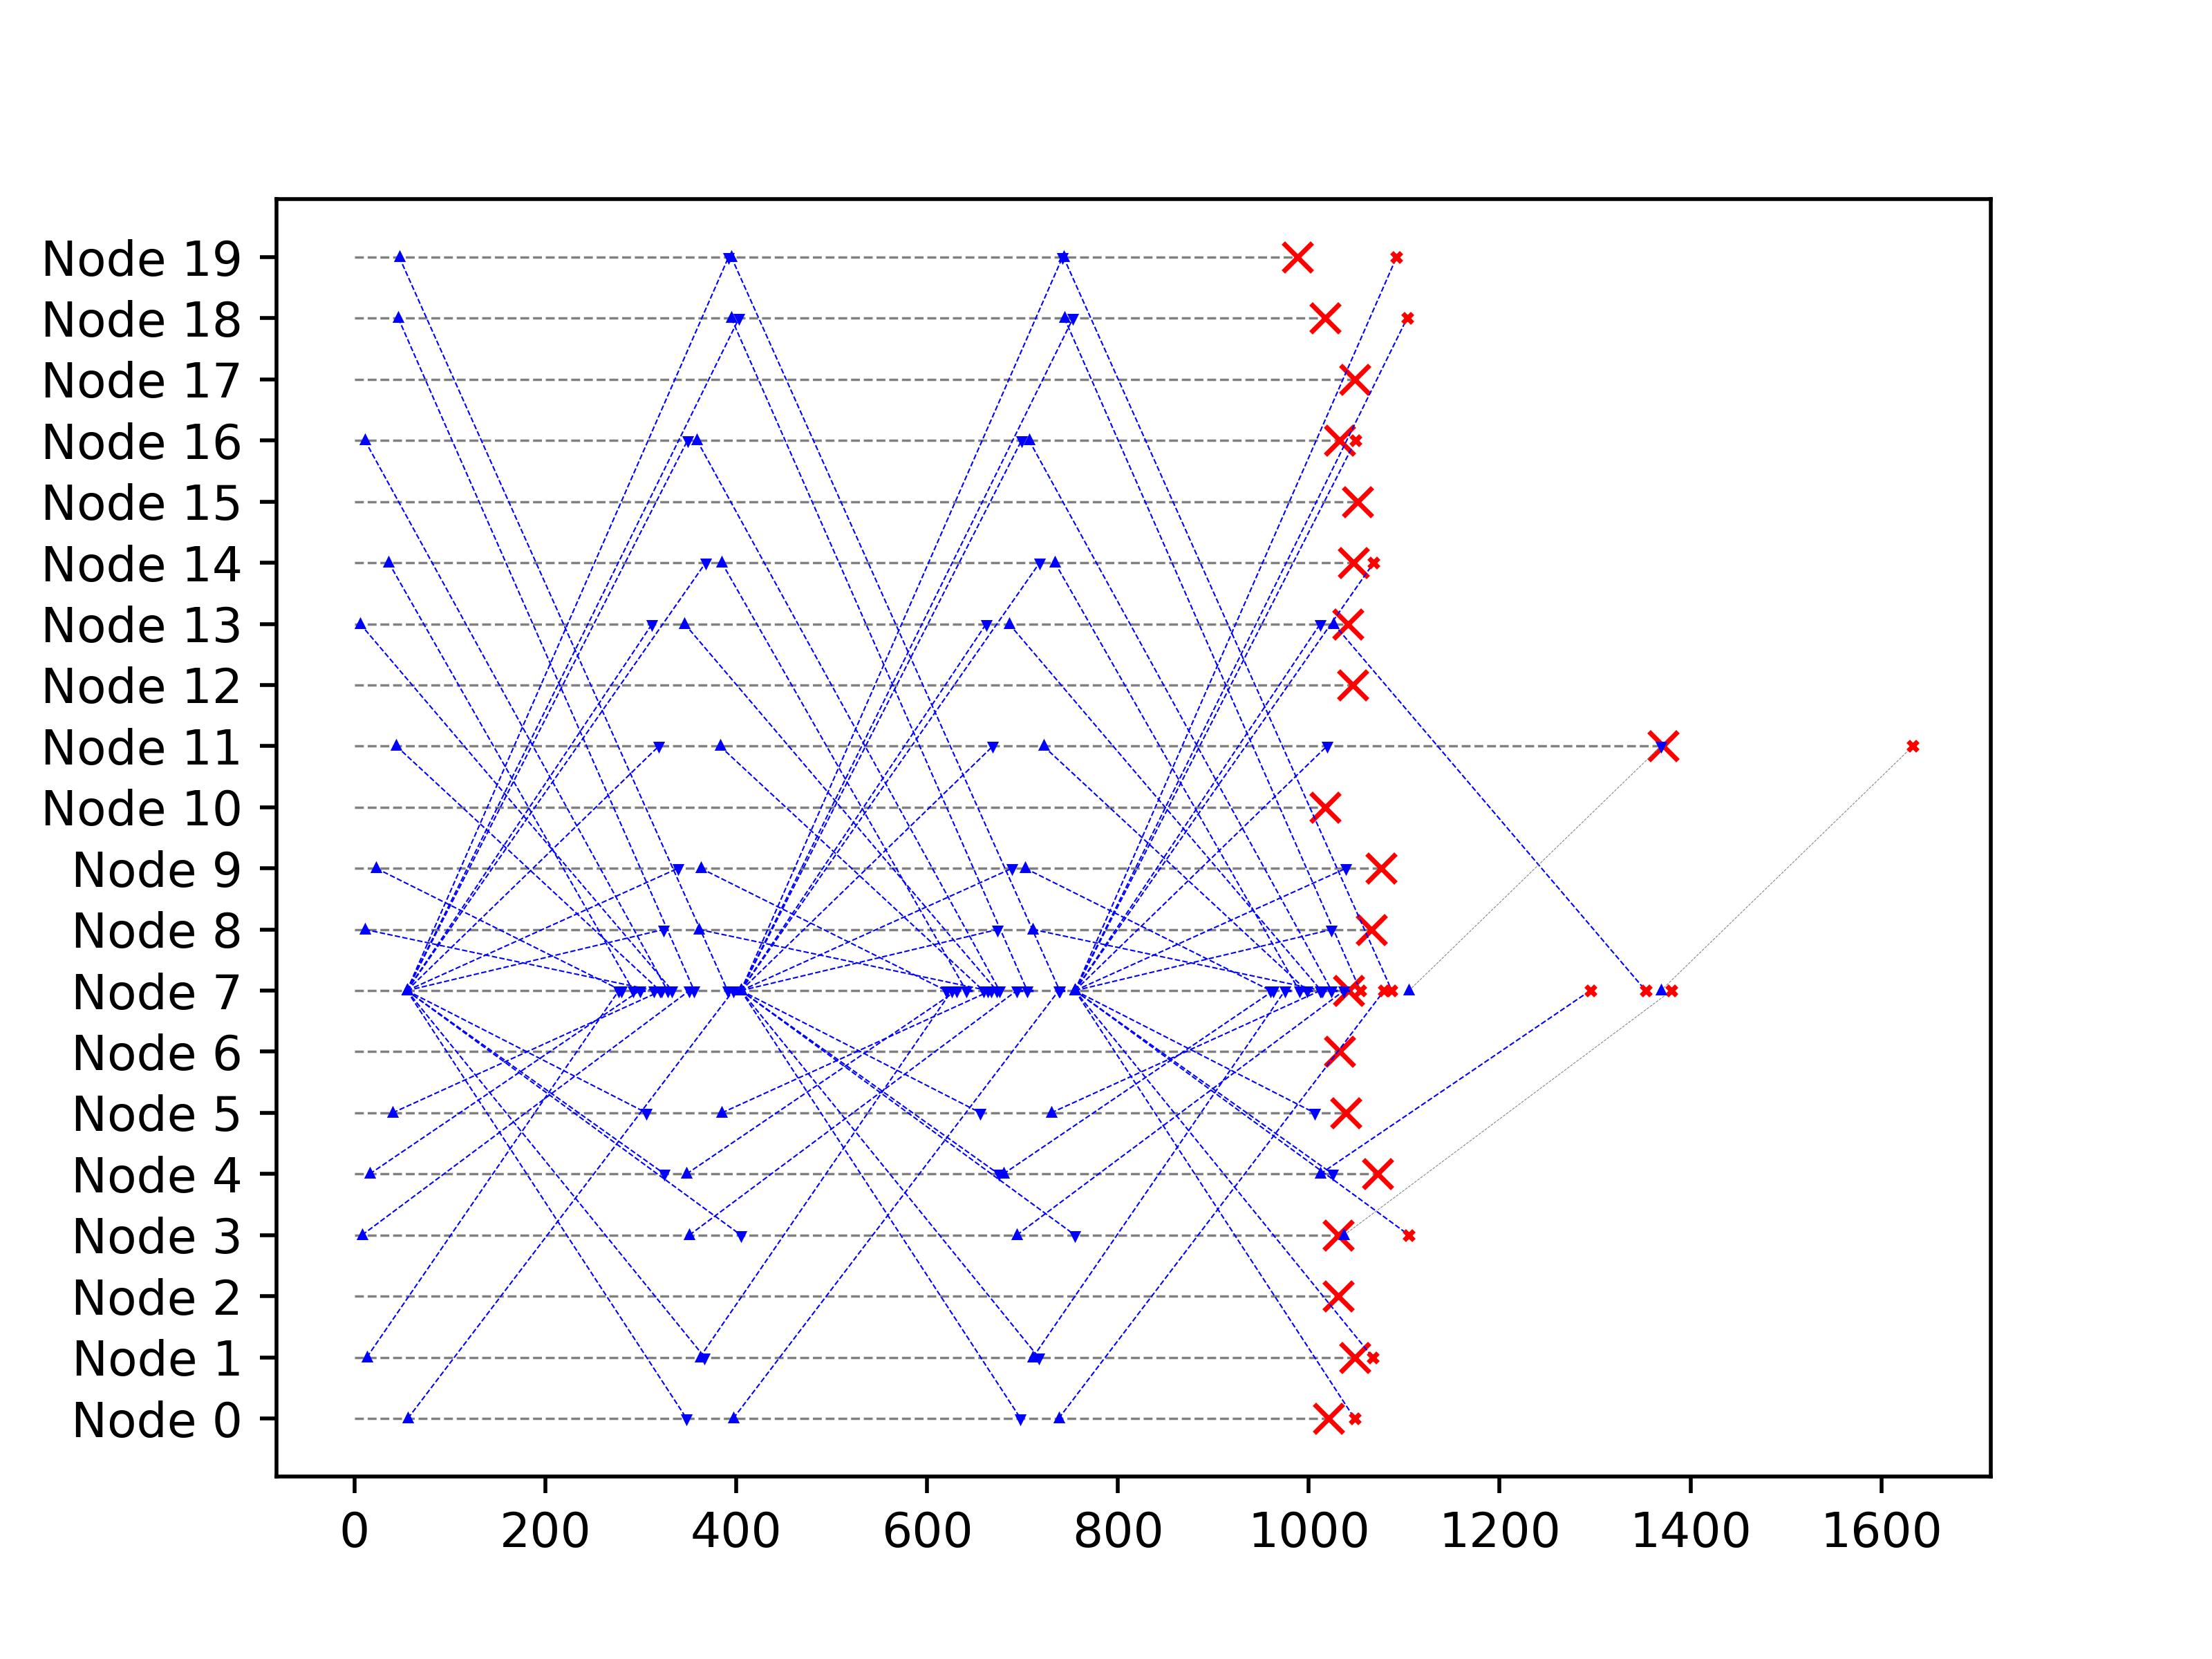 Node 19
Node 18
Node 17
Node 16
Node 15
Node 14
Node 13
Node 12
Node 11
Node 10
Node 9
Node 8
Node 7
Node 6
Node 5
Node 4
Node 3
Node 2
Node 1
Node 0
0 200 400 600 800 1000 1200 1400 1600